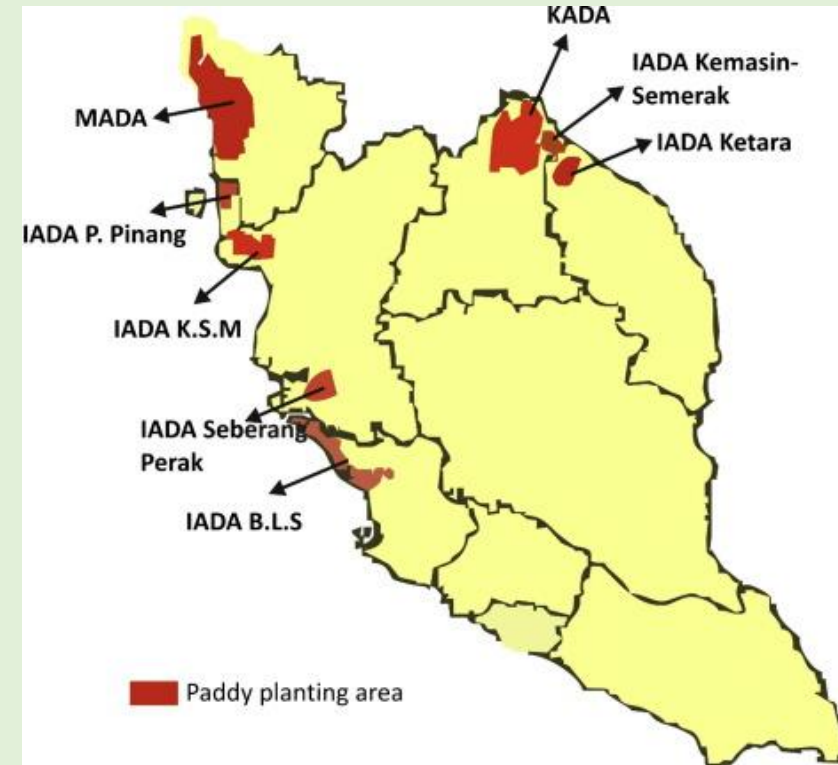 KADA
IADA Kemasin-
Semerak
MADA
IADA Ketara
IADA P. Pinang
IADA K.S.M
IADA Seberang
Perak
IADA B.L.S
Paddy planting area